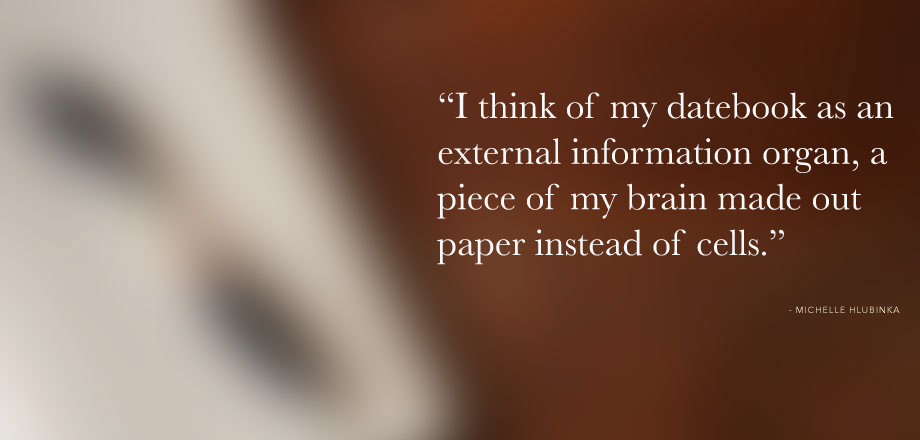 “I think of my datebook as an
external information organ, a
piece of my brain made out
paper instead of cells.”
- MICHELLE HLUBINKA